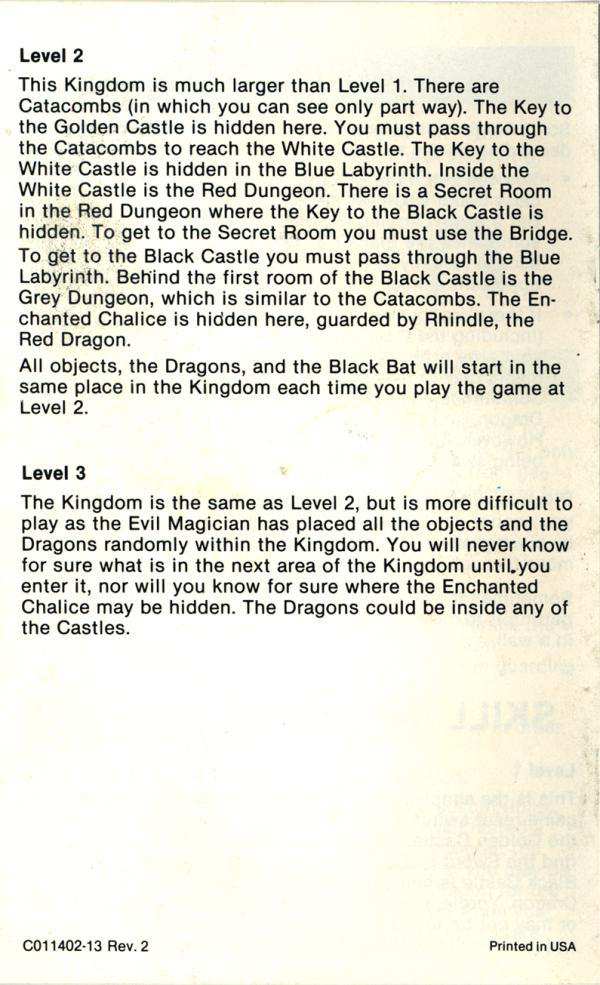 Level 2
This Kingdom is much larger than Level 1. There are
Catacombs (in which you can see only part way). The Key to
the Golden Castle is hidden here. You must pass through
the Catacombs to reach the White Castle. The Key to the
White Castle is hidden in the Blue Labyrinth. Inside the
White Castle is the Red Dungeon. There is a Secret Room
in the Red Dungeon where the Key to the Black Castle is
hidden. To get to the Secret Room you must use the Bridge.
To get to the Black Castle you must pass through the Blue
Labyrinth. Behind the first room of the Black Castle is the
Grey Dungeon, which is similar to the Catacombs. The En-
chanted Chalice is hidden here, guarded by Rhindle, the
Red Dragon.
All objects, the Dragons, and the Black Bat will start in the
same place in the Kingdom each time you play the game at
Level 2.
Level 3
The Kingdom is the same as Level 2, but is more difficult to
play as the Evil Magician has placed all the objects and the
Dragons randomly within the Kingdom. You will never know
for sure what is in the next area of the Kingdom until you
enter it, nor will you know for sure where the Enchanted
Chalice may be hidden. The Dragons could be inside any of
the Castles.
C011402-13 Rev. 2
Printed in USA